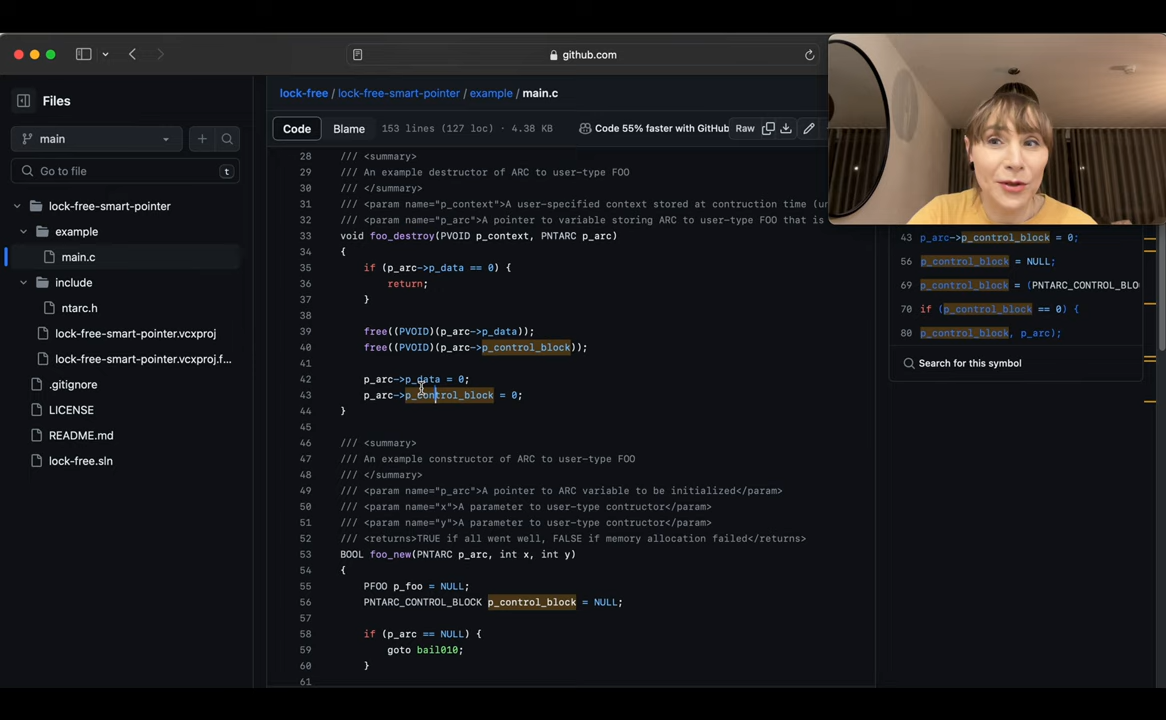 github.com
Files
main
Go to file
t
lock-free-smart-pointer
example
main.c
include
ntarc.h
lock-free-smart-pointer.vcxproj
lock-free-smart-pointer.vcxproj.f...
.gitignore
LICENSE
README.md
lock-free.sln
lock-free / lock-free-smart-pointer / example / main.c
Code Blame 153 lines (127 loc) · 4.38 KB Code 55% faster with GitHub Raw
28 /// <summary>
29 /// An example destructor of ARC to user-type FOO
30 /// </summary>
31 /// <param name="p_context">A user-specified context stored at contruction time (un
32 /// <param name="p_arc">A pointer to variable storing ARC to user-type FOO that is
33 void foo_destroy(PVOID p_context, PNTARC p_arc)
34 {
35 if (p_arc->p_data == 0) {
36 return;
37 }
38
39 free((PVOID)(p_arc->p_data));
40 free((PVOID)(p_arc->p_control_block));
41
42 p_arc->p_data = 0;
43 p_arc->p_control_block = 0;
44 }
45
46 /// <summary>
47 /// An example constructor of ARC to user-type FOO
48 /// </summary>
49 /// <param name="p_arc">A pointer to ARC variable to be initialized</param>
50 /// <param name="x">A parameter to user-type contructor</param>
51 /// <param name="y">A parameter to user-type contructor</param>
52 /// <returns>TRUE if all went well, FALSE if memory allocation failed</returns>
53 BOOL foo_new(PNTARC p_arc, int x, int y)
54 {
55 PFOO p_foo = NULL;
56 PNTARC_CONTROL_BLOCK p_control_block = NULL;
57
58 if (p_arc == NULL) {
59 goto bail010;
60 }
61
43 p_arc->p_control_block = 0;
56 p_control_block = NULL;
69 p_control_block = (PNTARC_CONTROL_BLO
70 if (p_control_block == 0) {
80 p_control_block, p_arc);
Search for this symbol